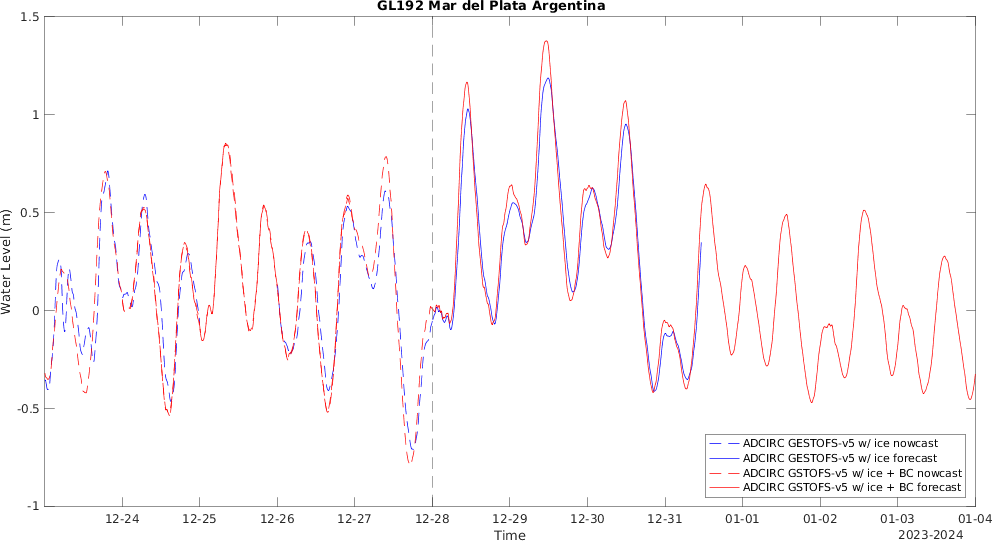 GL192 Mar del Plata Argentina
1.5
1
0.5
0
-0.5
-1
Water Level (m)
12-24 12-25 12-26 12-27 12-28 12-29 12-30 12-31 01-01 01-02 01-03 01-04
Time
2023-2024
ADCIRC GESTOFS-v5 w/ ice nowcast
ADCIRC GESTOFS-v5 w/ ice forecast
ADCIRC GSTOFS-v5 w/ ice + BC nowcast
ADCIRC GSTOFS-v5 w/ ice + BC forecast